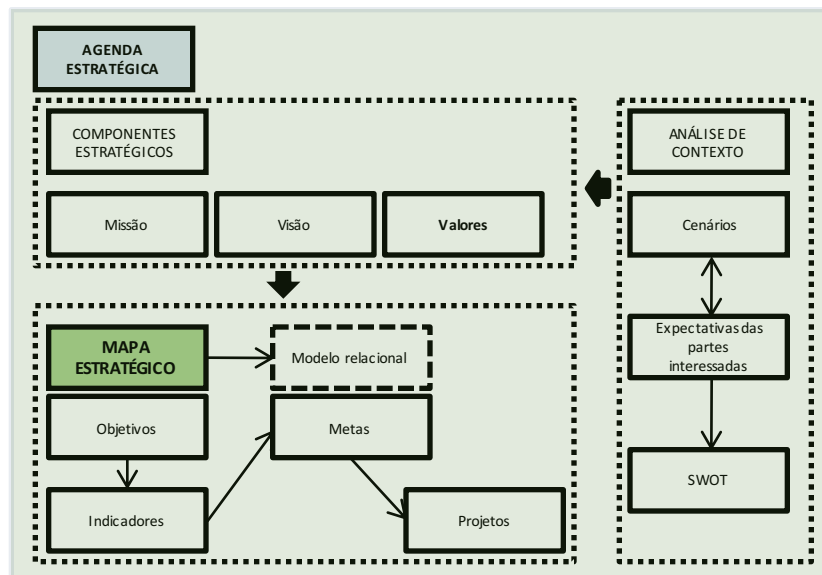 AGENDA
ESTRATÉGICA
COMPONENTES
ESTRATÉGICOS
Missão
Visão
Valores
MAPA
ESTRATÉGICO
Modelo relacional
Objetivos
Metas
Indicadores
Projetos
ANÁLISE DE
CONTEXTO
Cenários
Expectativas das
partes
interessadas
SWOT